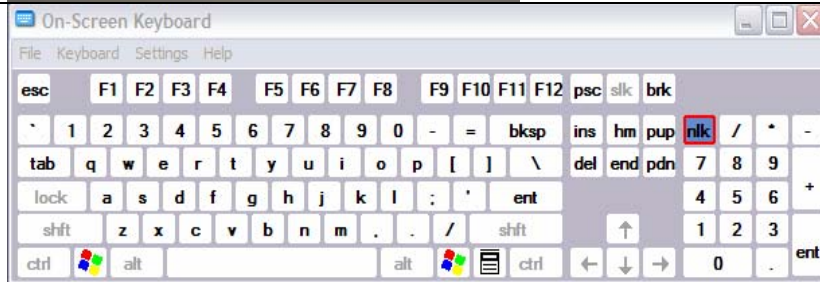 On-Screen Keyboard
File Keyboard Settings Help
esc F1 F2 F3 F4 F5 F6 F7 F8 F9 F10 F11 F12 psc slk brk
` 1 2 3 4 5 6 7 8 9 0 - = bksp ins hm pup nlk / * -
tab q w e r t y u i o p [ ] \ del end pdn 7 8 9 +
lock a s d f g h j k l ; ' ent 4 5 6
shft z x c v b n m , . / shft ↑ 1 2 3 ent
ctrl alt alt ctrl ← ↓ → 0 .